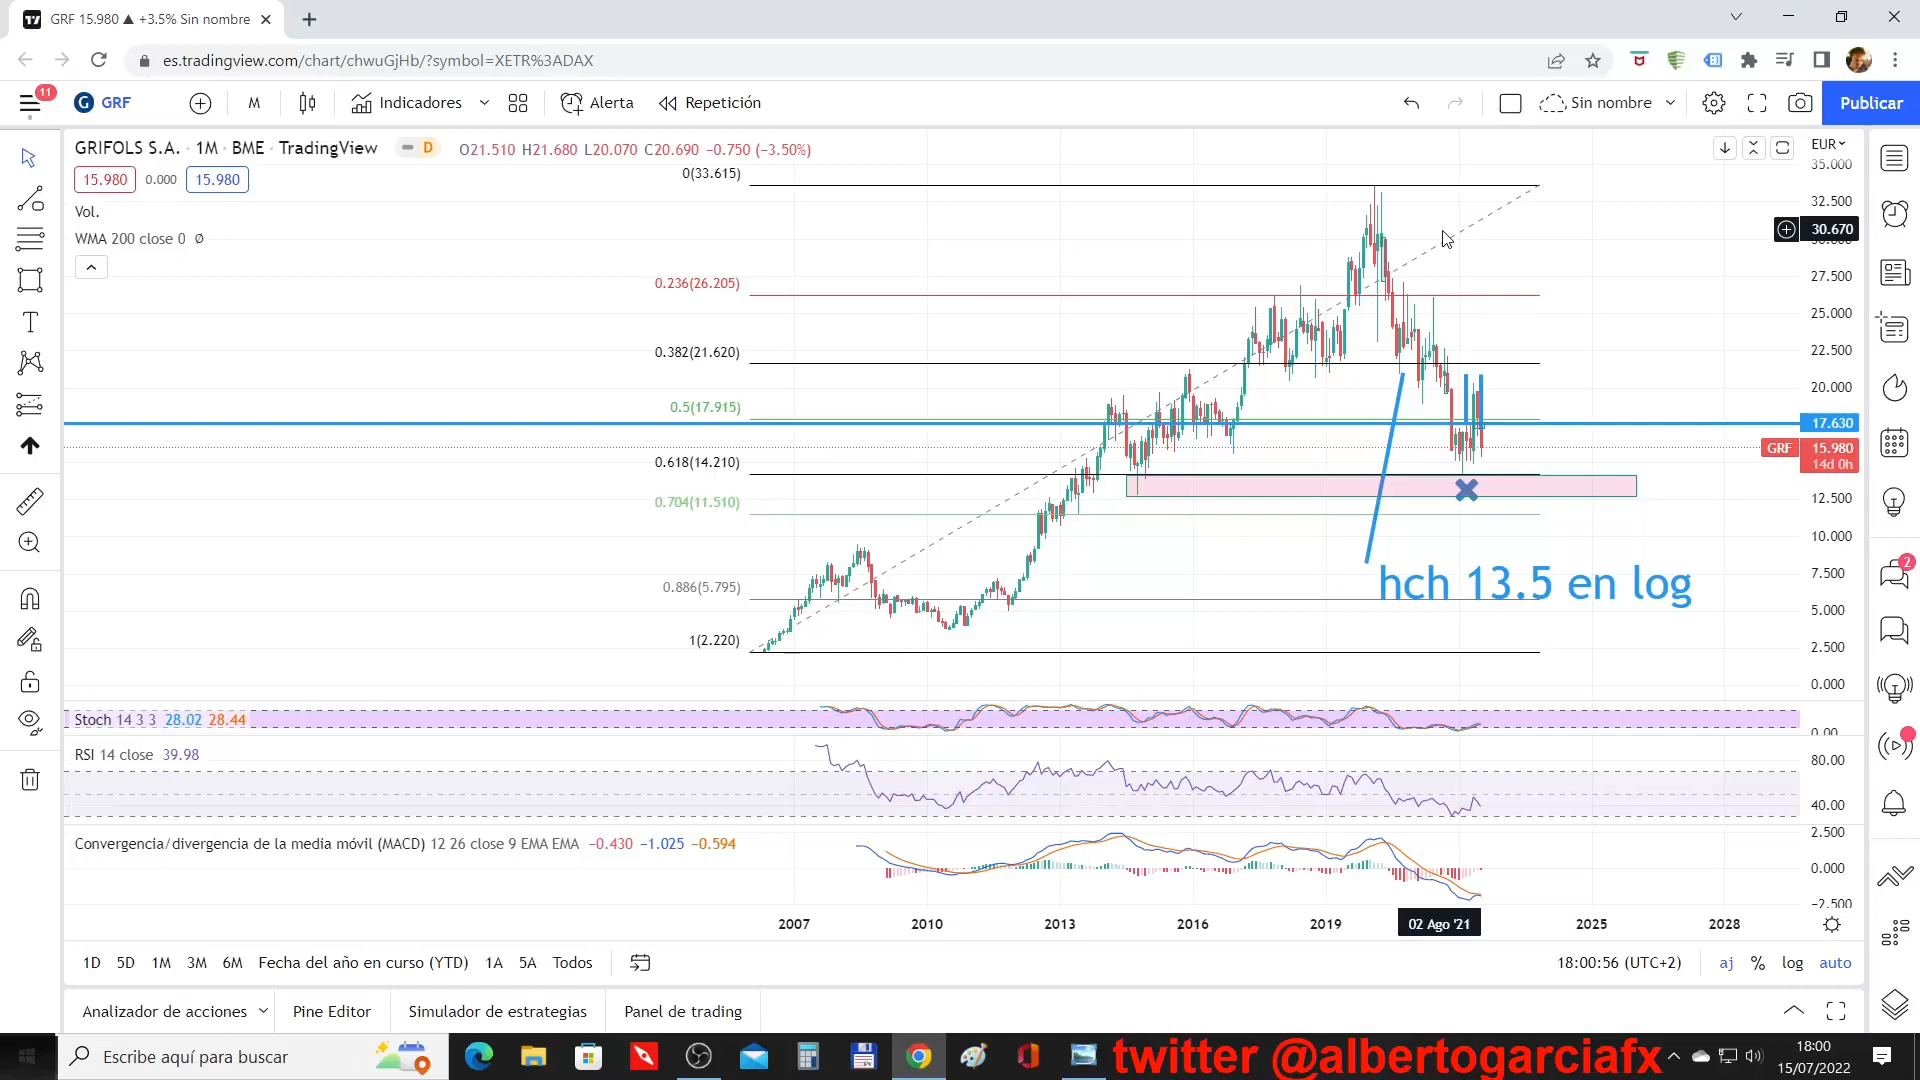 GRF 15.980 ▲ +3.5% Sin nombre
es.tradingview.com/chart/chwuGjHb/?symbol=XETR%3ADAX
11
GRF
M
Indicadores
Alerta
Repetición
Sin nombre
Publicar
GRIFOLS S.A. · 1M · BME · TradingView
D
O21.510 H21.680 L20.070 C20.690 −0.750 (−3.50%)
EUR
15.980
0.000
15.980
Vol.
WMA 200 close 0 ø
0(33.615)
0.236(26.205)
0.382(21.620)
0.5(17.915)
0.618(14.210)
0.704(11.510)
0.886(5.795)
1(2.220)
hch 13.5 en log
35.000
32.500
30.670
27.500
25.000
22.500
20.000
17.630
GRF 15.980
14d 0h
12.500
10.000
7.500
5.000
2.500
0.000
Stoch 14 3 3 28.02 28.44
0.00
RSI 14 close 39.98
80.00
40.00
Convergencia/divergencia de la media móvil (MACD) 12 26 close 9 EMA EMA −0.430 −1.025 −0.594
2.500
0.000
−2.500
2007 2010 2013 2016 2019 02 Ago '21 2025 2028
1D 5D 1M 3M 6M Fecha del año en curso (YTD) 1A 5A Todos
18:00:56 (UTC+2)
aj % log auto
2
Analizador de acciones
Pine Editor
Simulador de estrategias
Panel de trading
Escribe aquí para buscar
twitter @albertogarciafx
18:00
15/07/2022